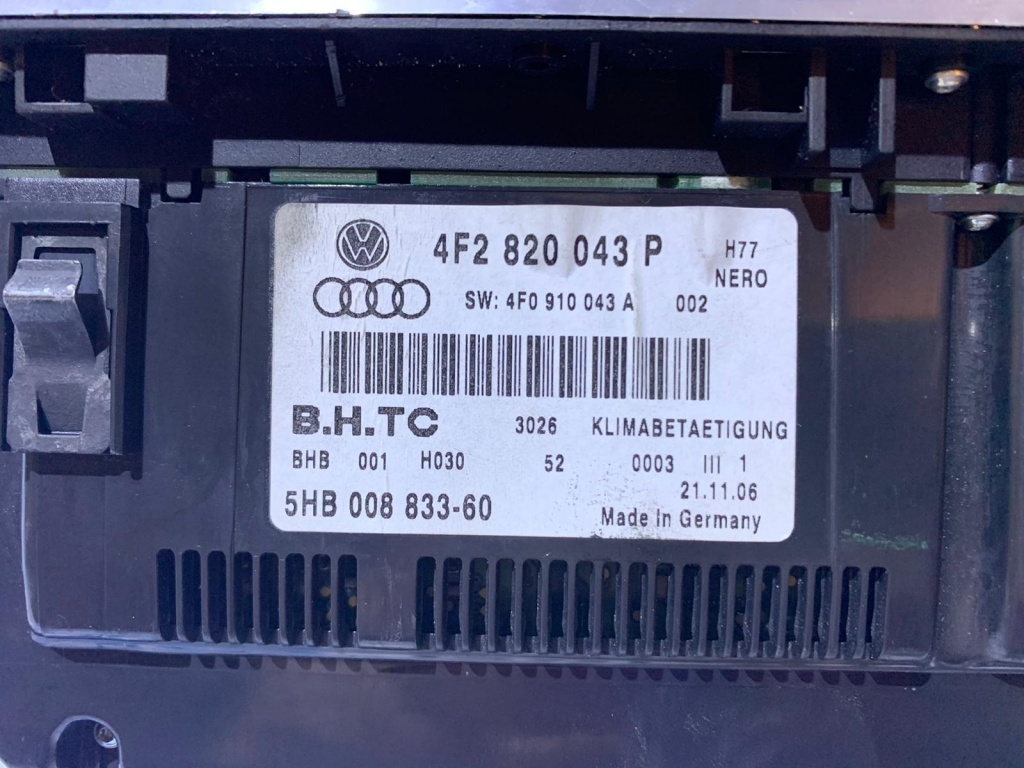 4F2 820 043 P H77
NERO
SW: 4F0 910 043 A 002
B.H.TC 3026 KLIMABETAETIGUNG
BHB 001 H030 52 0003 III 1
21.11.06
5HB 008 833-60 Made in Germany